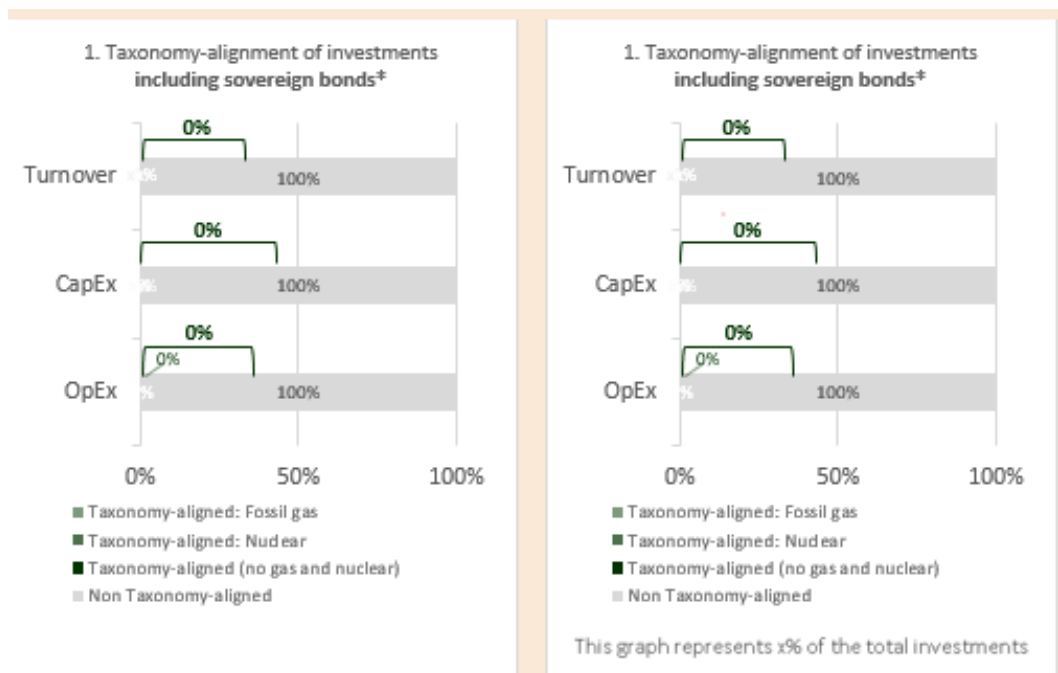 1. Taxonomy-alignment of investments
including sovereign bonds*
0%
Turnover
100%
0%
CapEx
100%
0%
0%
OpEx
%
100%
0%
50%
100%
Taxonomy-aligned: Fossil gas
Taxonomy-aligned: Nuclear
Taxonomy-aligned (no gas and nuclear)
Non Taxonomy-aligned
1. Taxonomy-alignment of investments
including sovereign bonds*
0%
Turnover
100%
0%
CapEx
100%
0%
0%
OpEx
%
100%
0%
50%
100%
Taxonomy-aligned: Fossil gas
Taxonomy-aligned: Nuclear
Taxonomy-aligned (no gas and nuclear)
Non Taxonomy-aligned
This graph represents x% of the total investments